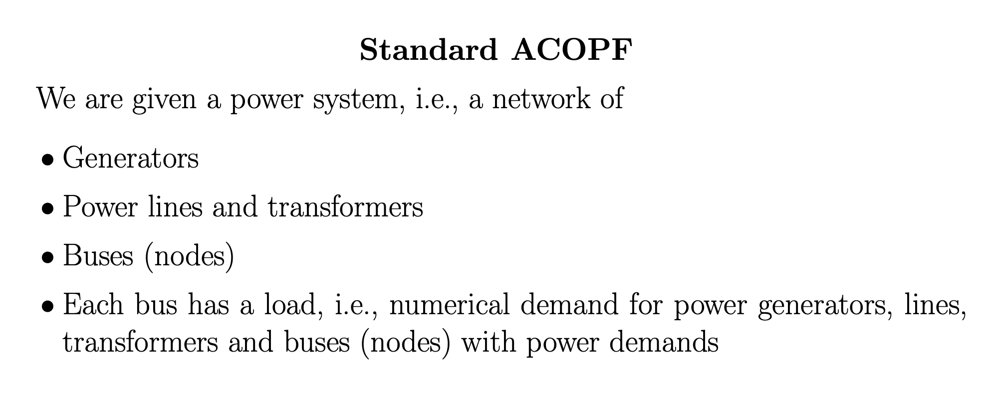 Standard ACOPF
We are given a power system, i.e., a network of
• Generators
• Power lines and transformers
• Buses (nodes)
• Each bus has a load, i.e., numerical demand for power generators, lines,
transformers and buses (nodes) with power demands